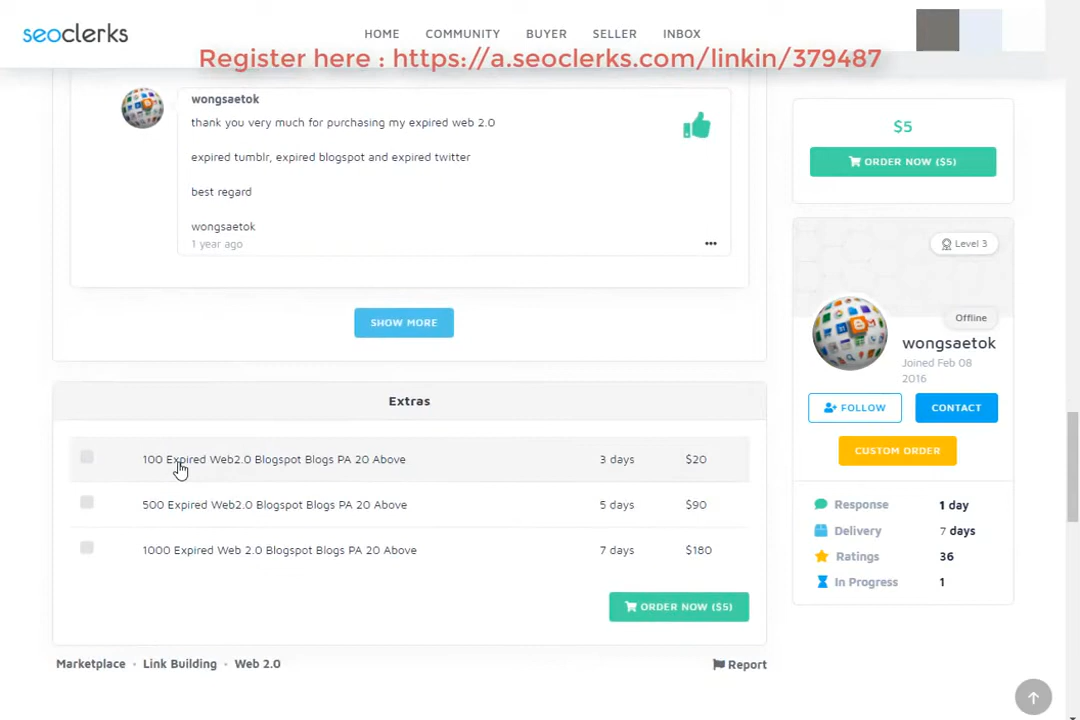 seoclerks
HOME COMMUNITY BUYER SELLER INBOX
Register here : https://a.seoclerks.com/linkin/379487
wongsaetok
thank you very much for purchasing my expired web 2.0
expired tumblr, expired blogspot and expired twitter
best regard
wongsaetok
1 year ago
SHOW MORE
Extras
100 Expired Web2.0 Blogspot Blogs PA 20 Above 3 days $20
500 Expired Web2.0 Blogspot Blogs PA 20 Above 5 days $90
1000 Expired Web 2.0 Blogspot Blogs PA 20 Above 7 days $180
ORDER NOW ($5)
Marketplace • Link Building • Web 2.0
Report
$5
ORDER NOW ($5)
Level 3
Offline
wongsaetok
Joined Feb 08
2016
FOLLOW CONTACT
CUSTOM ORDER
Response 1 day
Delivery 7 days
Ratings 36
In Progress 1